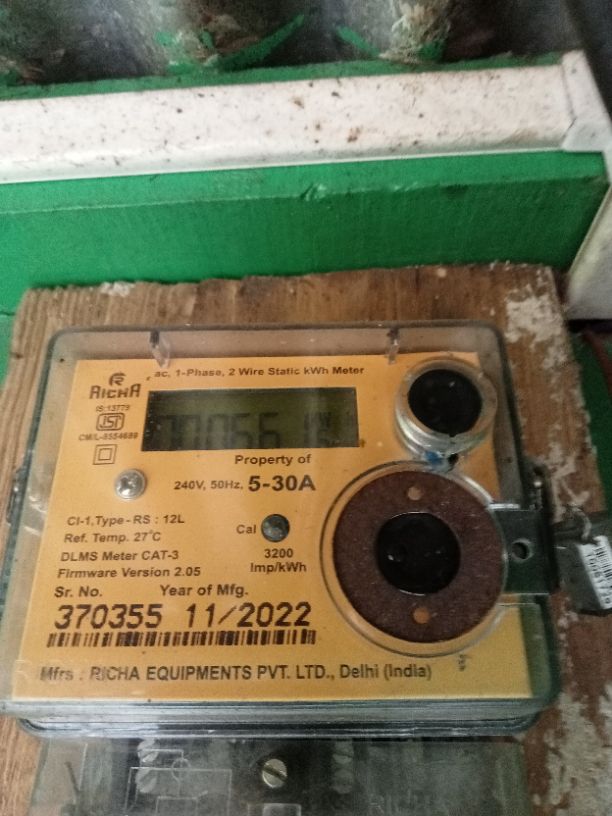 ac, 1-Phase, 2 Wire Static kWh Meter
RICHA
IS:13779
ISI
CM/L-8554689
Property of
240V, 50Hz, 5-30A
Cl-1, Type - RS : 12L
Ref. Temp. 27°C
Cal
3200
Imp/kWh
DLMS Meter CAT-3
Firmware Version 2.05
Sr. No. Year of Mfg.
370355 11/2022
Mfrs : RICHA EQUIPMENTS PVT. LTD., Delhi (India)